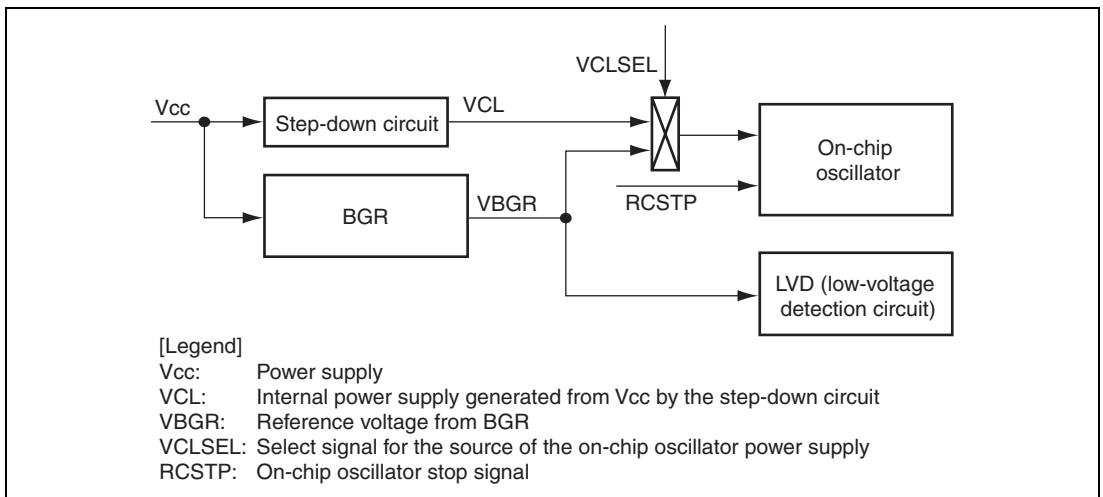 VCLSEL
Vcc
VCL
Step-down circuit
On-chip
oscillator
RCSTP
BGR
VBGR
LVD (low-voltage
detection circuit)
[Legend]
Vcc: Power supply
VCL: Internal power supply generated from Vcc by the step-down circuit
VBGR: Reference voltage from BGR
VCLSEL: Select signal for the source of the on-chip oscillator power supply
RCSTP: On-chip oscillator stop signal